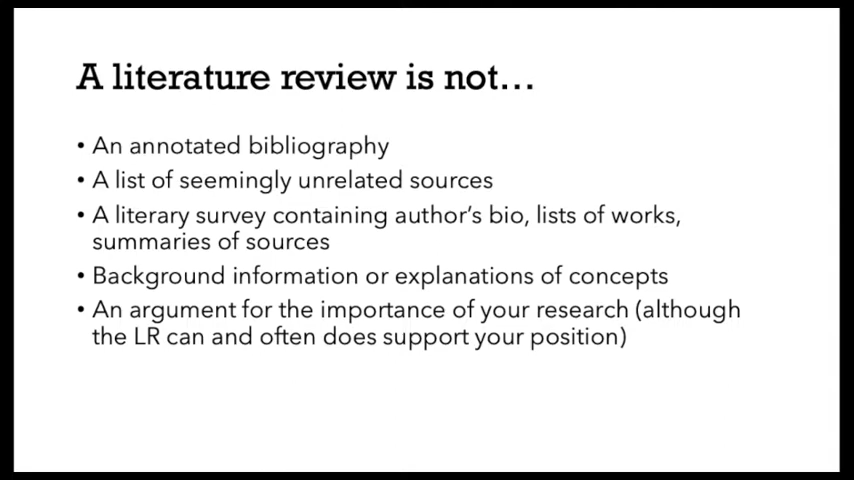 A literature review is not…
• An annotated bibliography
• A list of seemingly unrelated sources
• A literary survey containing author's bio, lists of works,
summaries of sources
• Background information or explanations of concepts
• An argument for the importance of your research (although
the LR can and often does support your position)